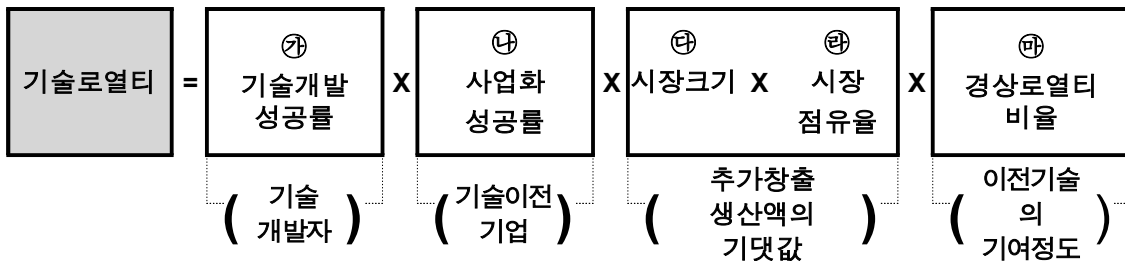 ㉮ ㉯ ㉰ ㉱ ㉲
기술로열티 = 기술개발 성공률 X 사업화 성공률 X 시장크기 X 시장 점유율 X 경상로열티 비율
( 기술 개발자 ) ( 기술이전 기업 ) ( 추가창출 생산액의 기댓값 ) ( 이전기술의 기여정도 )